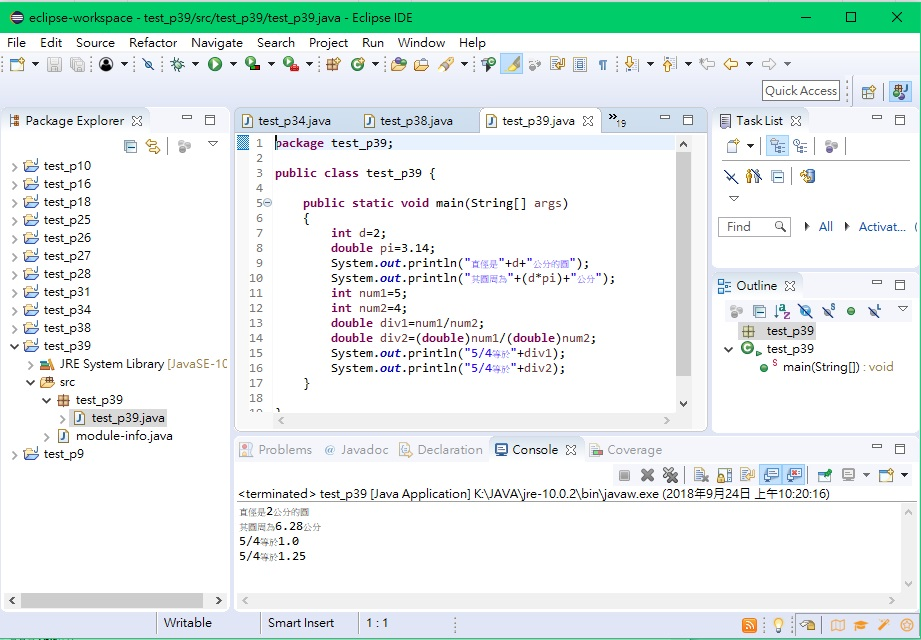 eclipse-workspace - test_p39/src/test_p39/test_p39.java - Eclipse IDE
File Edit Source Refactor Navigate Search Project Run Window Help
Quick Access
Package Explorer
test_p10
test_p16
test_p18
test_p25
test_p26
test_p27
test_p28
test_p31
test_p34
test_p38
test_p39
JRE System Library [JavaSE-10
src
test_p39
test_p39.java
module-info.java
test_p9
test_p34.java test_p38.java test_p39.java »19
1 package test_p39;
2
3 public class test_p39 {
4
5 public static void main(String[] args)
6 {
7 int d=2;
8 double pi=3.14;
9 System.out.println("直徑是"+d+"公分的圓");
10 System.out.println("其圓周為"+(d*pi)+"公分");
11 int num1=5;
12 int num2=4;
13 double div1=num1/num2;
14 double div2=(double)num1/(double)num2;
15 System.out.println("5/4等於"+div1);
16 System.out.println("5/4等於"+div2);
17 }
18
Task List
Find All Activat...
Outline
test_p39
test_p39
main(String[]) : void
Problems @ Javadoc Declaration Console Coverage
<terminated> test_p39 [Java Application] K:\JAVA\jre-10.0.2\bin\javaw.exe (2018年9月24日 上午10:20:16)
直徑是2公分的圓
其圓周為6.28公分
5/4等於1.0
5/4等於1.25
Writable Smart Insert 1 : 1